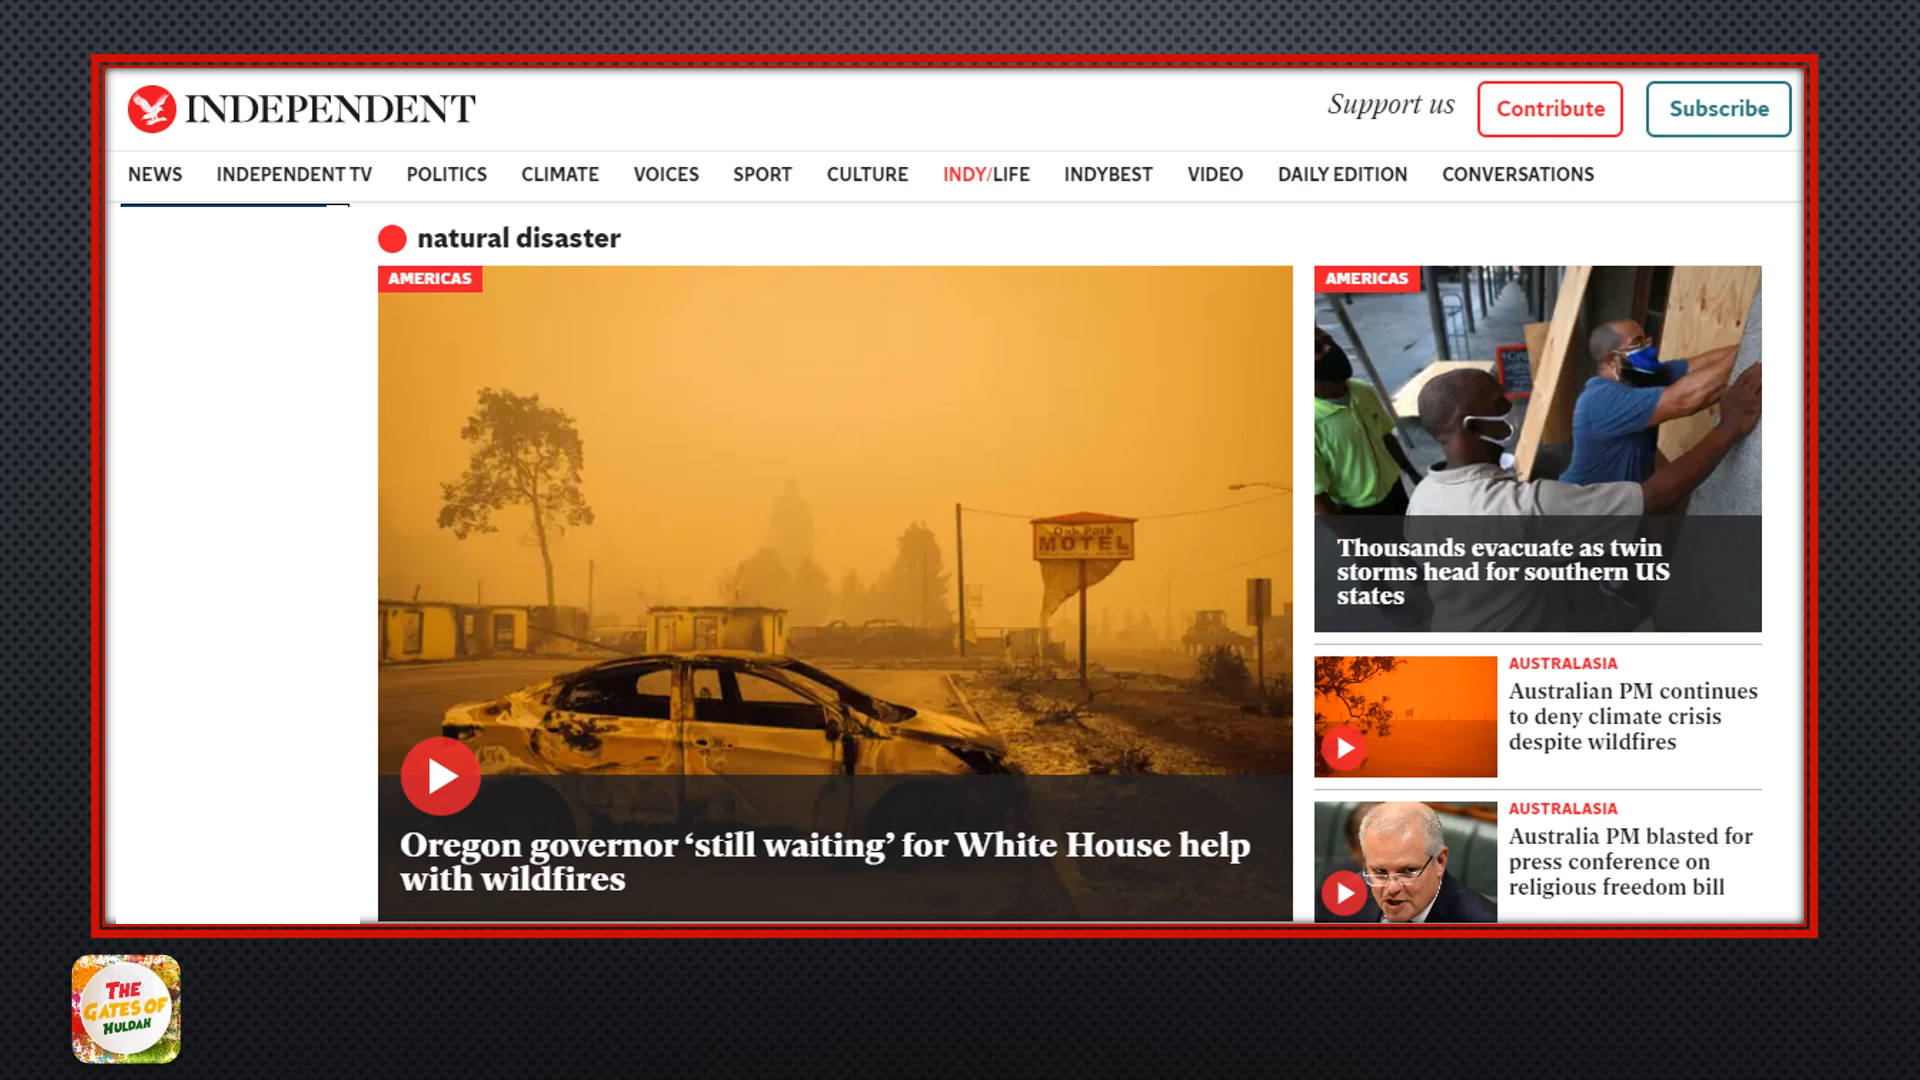 INDEPENDENT
Support us
Contribute
Subscribe
NEWS INDEPENDENT TV POLITICS CLIMATE VOICES SPORT CULTURE INDY/LIFE INDYBEST VIDEO DAILY EDITION CONVERSATIONS
natural disaster
AMERICAS
Oak Park
MOTEL
Oregon governor ‘still waiting’ for White House help
with wildfires
AMERICAS
Thousands evacuate as twin
storms head for southern US
states
AUSTRALASIA
Australian PM continues
to deny climate crisis
despite wildfires
AUSTRALASIA
Australia PM blasted for
press conference on
religious freedom bill
THE
GATES OF
HULDAH